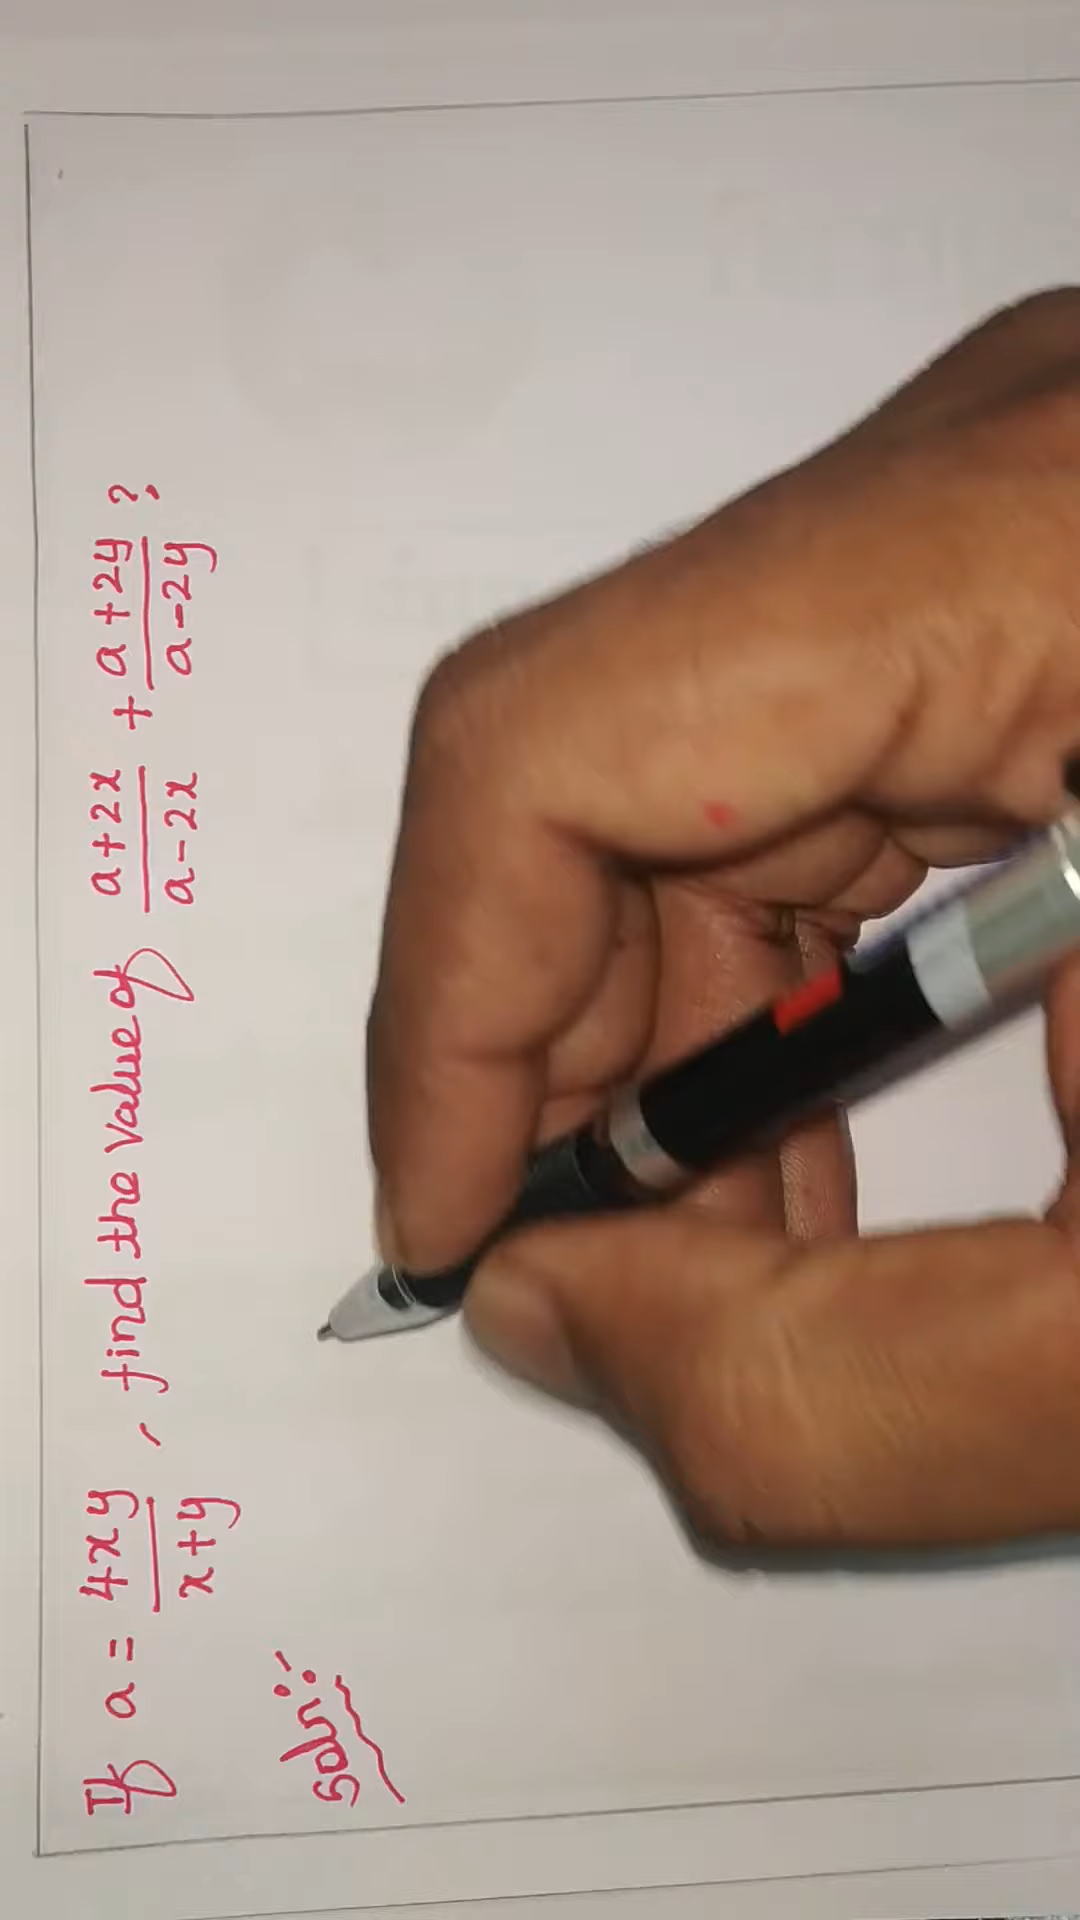 If a = 4xy/x+y, find the value of a+2x/a-2x + a+2y/a-2y?
Soln:-